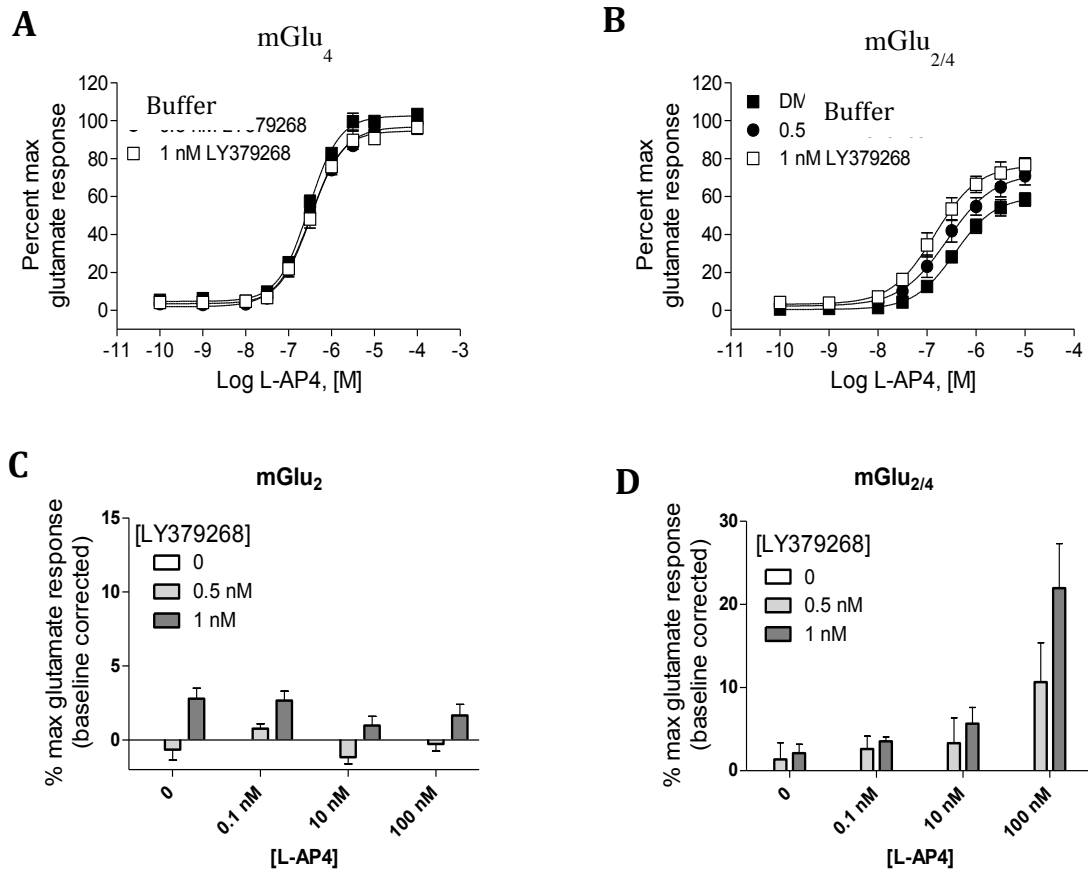 A
mGlu4
Percent max
glutamate response
120
100
80
60
40
20
0
Buffer
1 nM LY379268
-11 -10 -9 -8 -7 -6 -5 -4 -3
Log L-AP4, [M]
B
mGlu2/4
Percent max
glutamate response
120
100
80
60
40
20
0
DM
Buffer
0.5
1 nM LY379268
-11 -10 -9 -8 -7 -6 -5 -4
Log L-AP4, [M]
C
mGlu2
% max glutamate response
(baseline corrected)
15
10
5
0
[LY379268]
0
0.5 nM
1 nM
0 0.1 nM 10 nM 100 nM
[L-AP4]
D
mGlu2/4
% max glutamate response
(baseline corrected)
30
20
10
0
[LY379268]
0
0.5 nM
1 nM
0 0.1 nM 10 nM 100 nM
[L-AP4]